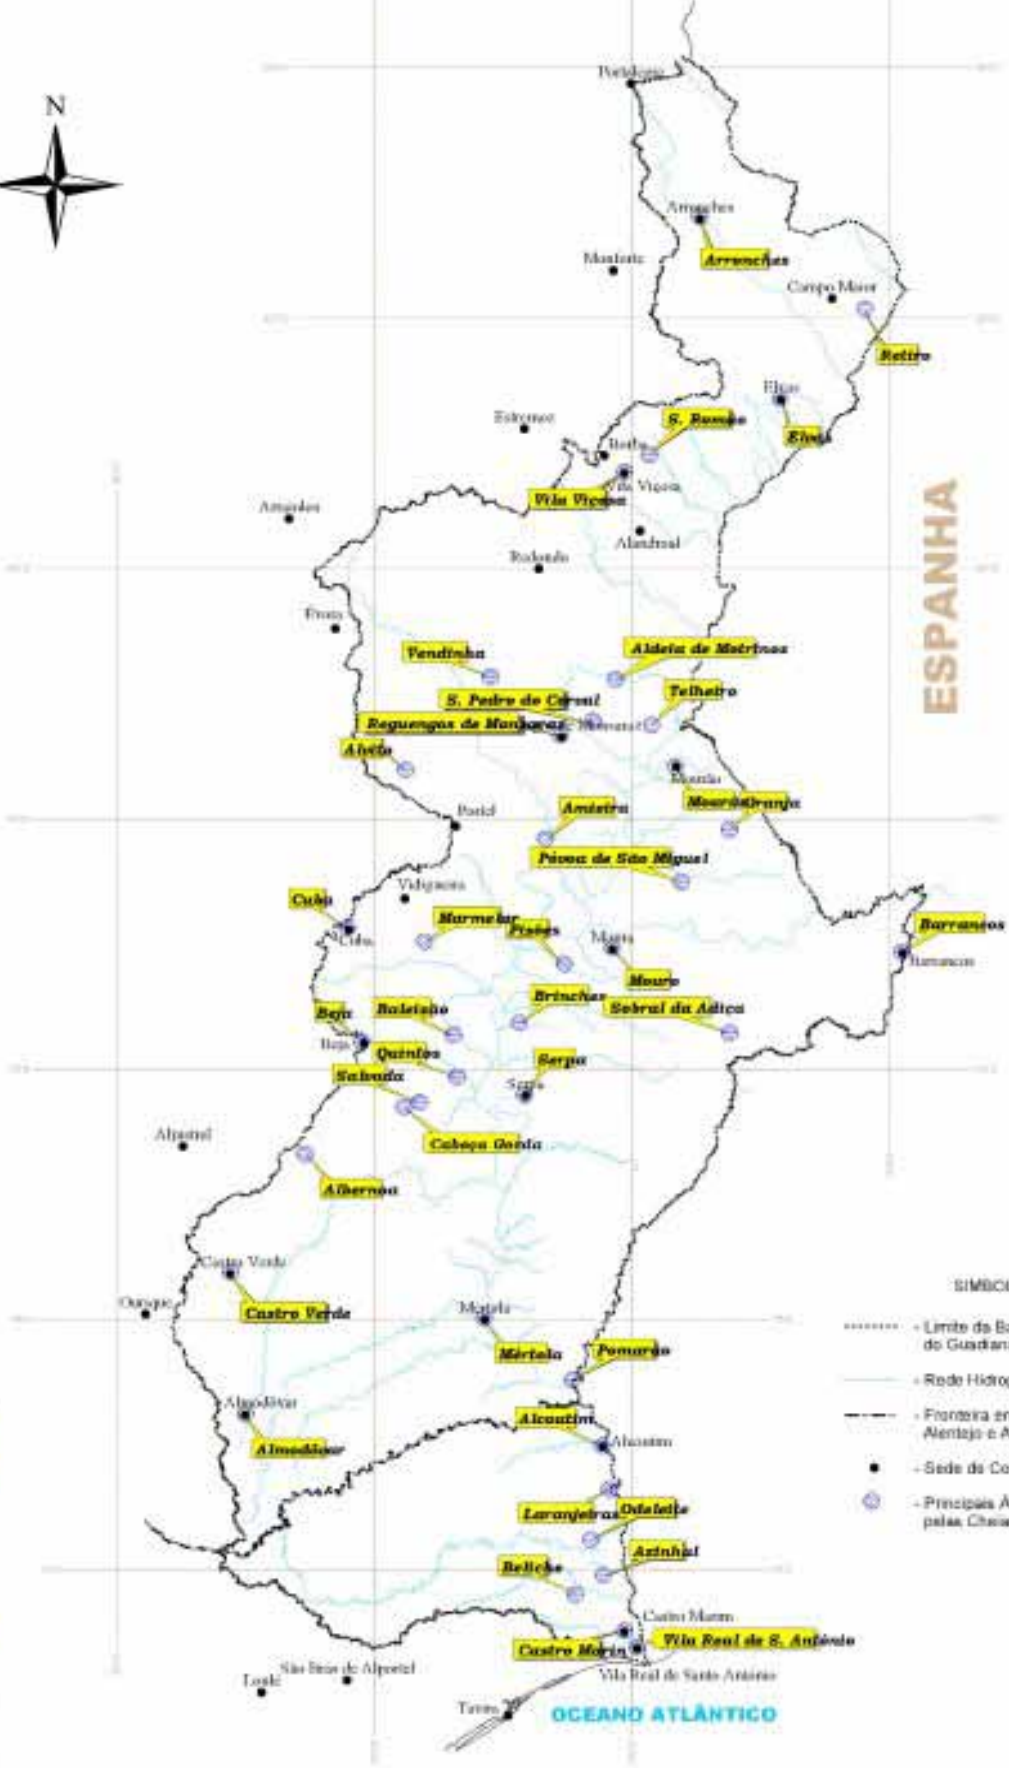 N
Portalegre
Arronches
Arronches
Monforte
Campo Maior
Retiro
Elvas
Elvas
Estremoz
S. Romão
Borba
Vila Viçosa
Vila Viçosa
Arraiolos
Alandroal
Redondo
ESPANHA
Évora
Vendinha
Aldeia de Motrinos
S. Pedro do Corval
Telheiro
Reguengos de Monsaraz
Alvito
Mourão
Mourão
Granja
Amieira
Portel
Póvoa de São Miguel
Vidigueira
Cuba
Cuba
Marmelar
Pisões
Moura
Moura
Barrancos
Barrancos
Brinches
Sobral da Adiça
Beja
Beja
Baleizão
Quintos
Salvada
Serpa
Serpa
Cabeça Gorda
Aljustrel
Albernoa
Castro Verde
Castro Verde
Ourique
Mértola
Mértola
Pomarão
Almodôvar
Almodôvar
Alcoutim
Alcoutim
Laranjeiras
Odeleite
Azinhal
Beliche
Castro Marim
Castro Marim
Vila Real de S. António
Vila Real de Santo António
São Brás de Alportel
Loulé
Tavira
OCEANO ATLÂNTICO
SIMBOL
- Limite da Ba
do Guadian
- Rede Hidrog
- Fronteira en
Alentejo e A
- Sede de Co
- Principais Á
pelas Cheia